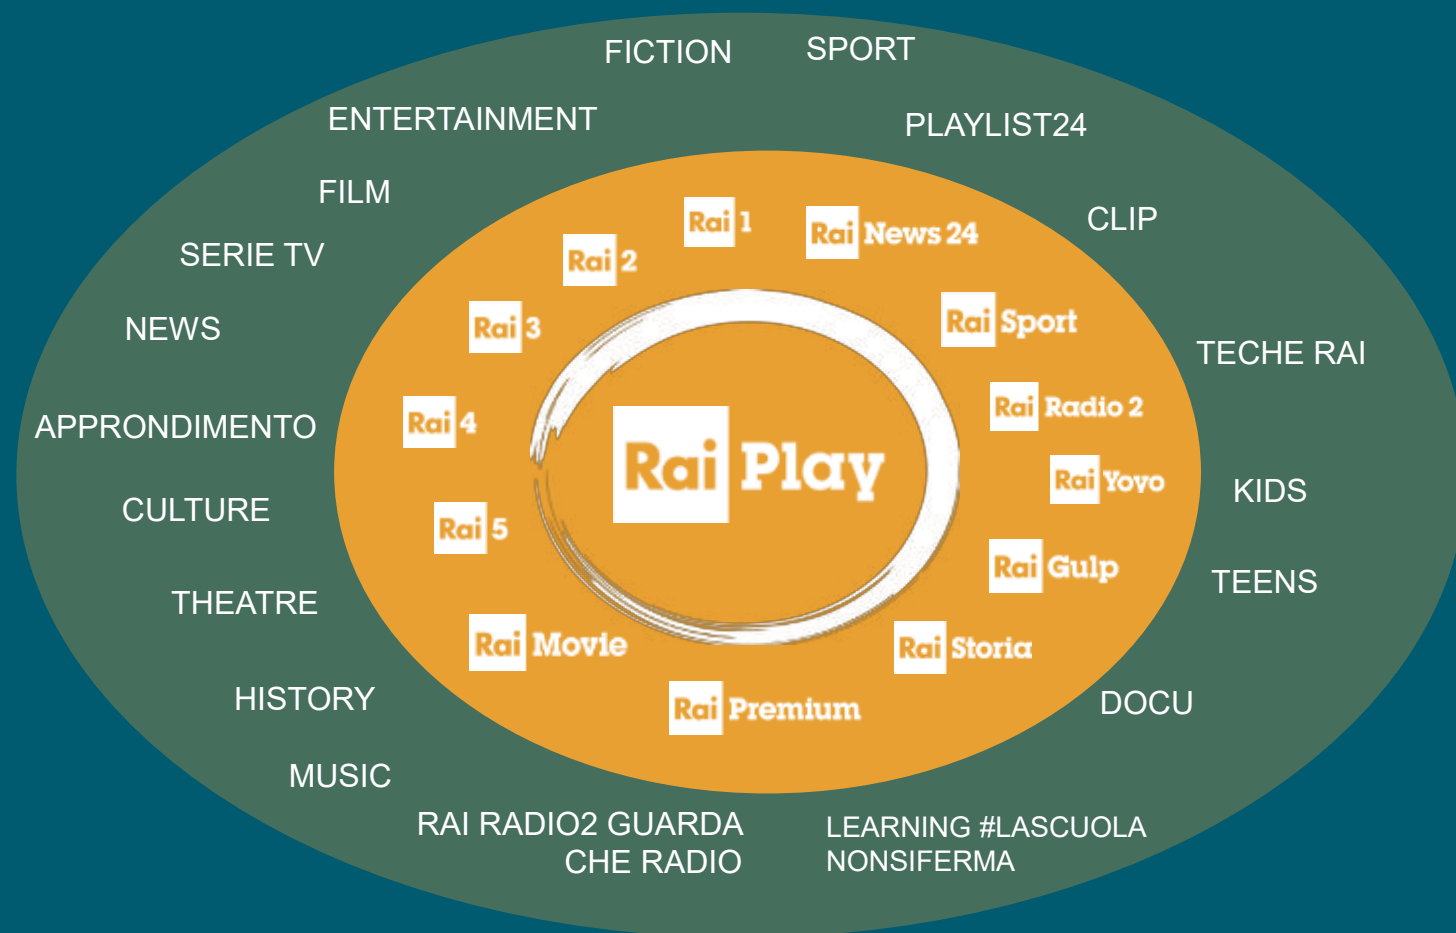 FICTION
SPORT
ENTERTAINMENT
PLAYLIST24
FILM
CLIP
SERIE TV
NEWS
TECHE RAI
APPRONDIMENTO
CULTURE
KIDS
TEENS
THEATRE
HISTORY
DOCU
MUSIC
RAI RADIO2 GUARDA
CHE RADIO
LEARNING #LASCUOLA
NONSIFERMA
Rai 1
Rai News 24
Rai 2
Rai 3
Rai Sport
Rai 4
Rai Radio 2
Rai Play
Rai Yoyo
Rai 5
Rai Gulp
Rai Movie
Rai Storia
Rai Premium